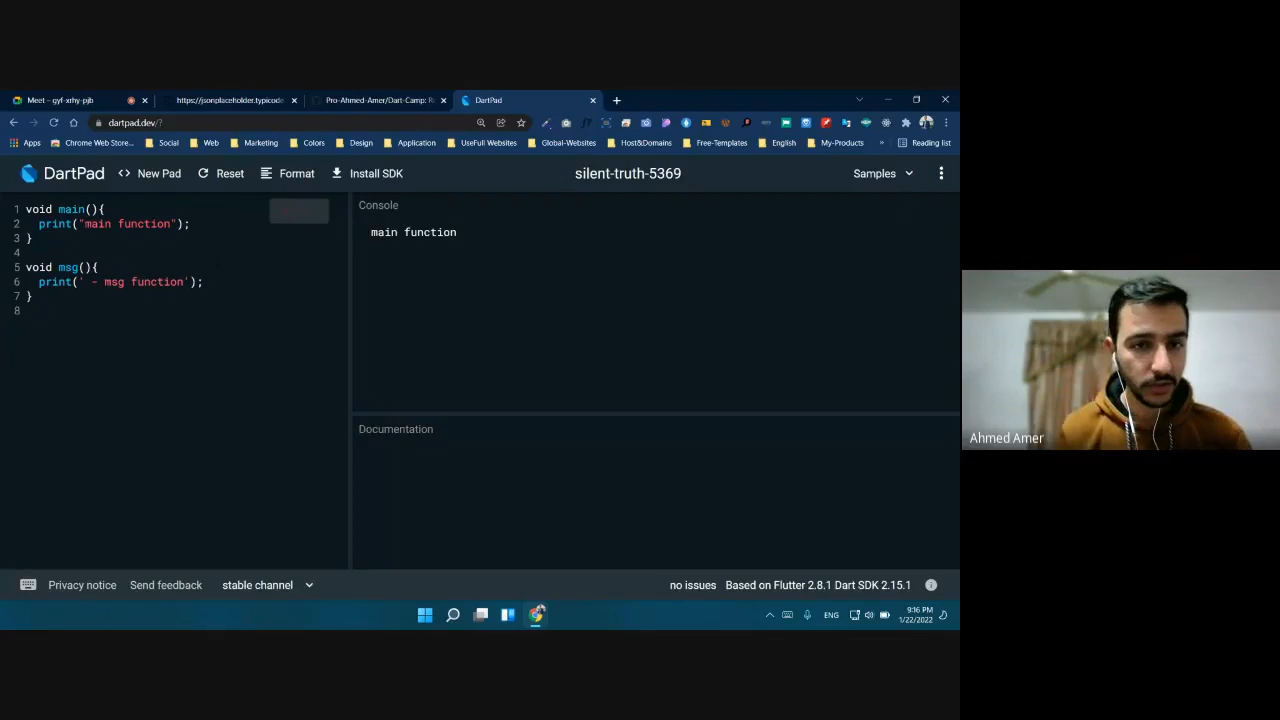 Meet – gyf-xrhy-pjb
https://jsonplaceholder.typicode
Pro-Ahmed-Amer/Dart-Camp: R
DartPad
dartpad.dev/?
Apps Chrome Web Store... Social Web Marketing Colors Design Application UseFull Websites Global-Websites Host&Domains Free-Templates English My-Products » Reading list
DartPad <> New Pad Reset Format Install SDK silent-truth-5369 Samples
1 void main(){
2 print("main function");
3 }
4
5 void msg(){
6 print(' - msg function');
7 }
8
Console
main function
Documentation
Ahmed Amer
Privacy notice Send feedback stable channel no issues Based on Flutter 2.8.1 Dart SDK 2.15.1
ENG
9:16 PM
1/22/2022